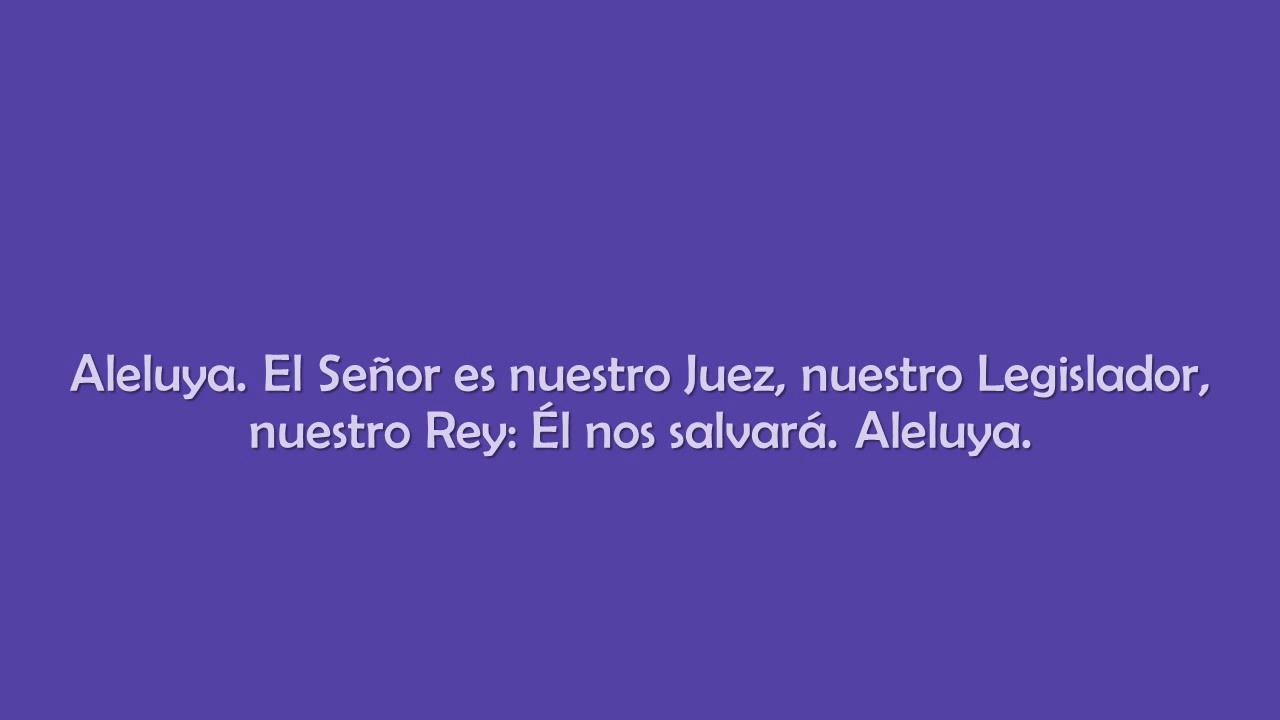 Aleluya. El Señor es nuestro Juez, nuestro Legislador,
nuestro Rey: Él nos salvará. Aleluya.